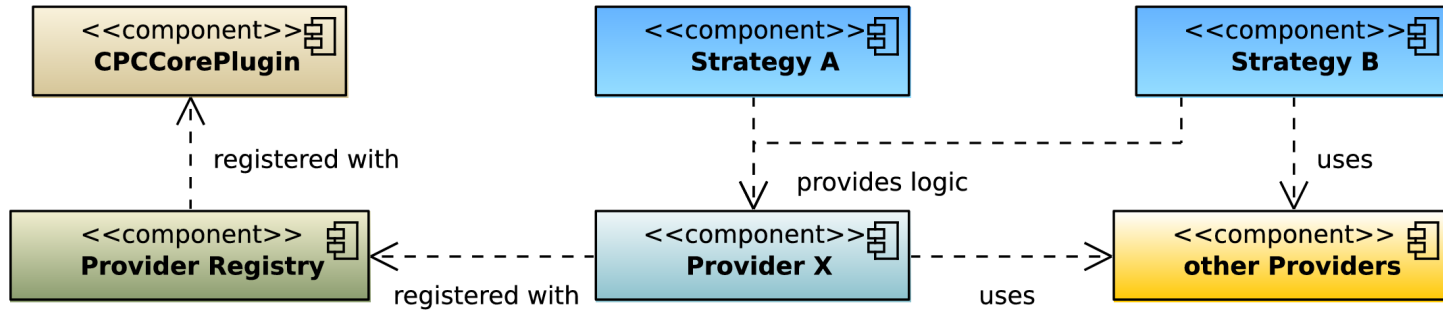 <<component>>
CPCCorePlugin
<<component>>
Strategy A
<<component>>
Strategy B
registered with
provides logic
uses
<<component>>
Provider Registry
<<component>>
Provider X
<<component>>
other Providers
registered with
uses